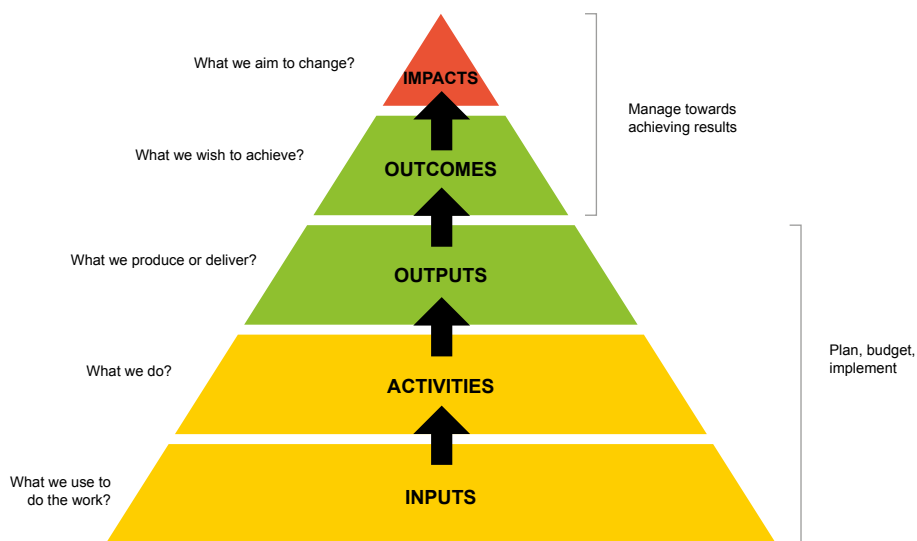 What we aim to change?
IMPACTS
Manage towards
achieving results
What we wish to achieve?
OUTCOMES
What we produce or deliver?
OUTPUTS
Plan, budget,
implement
What we do?
ACTIVITIES
What we use to
do the work?
INPUTS